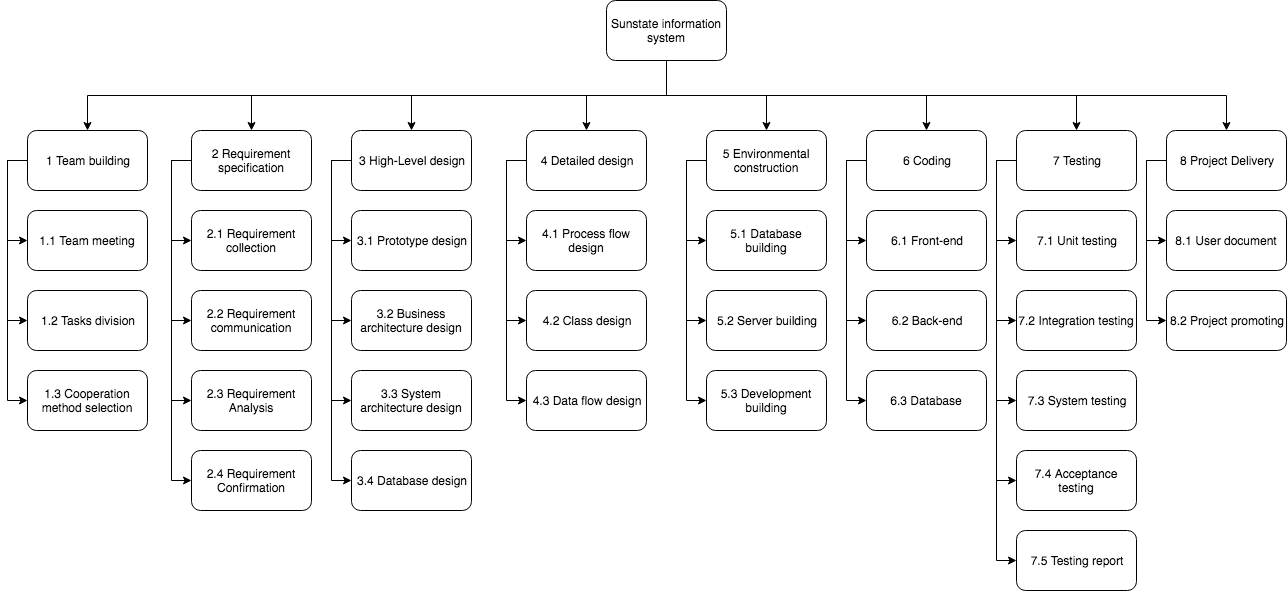 Sunstate information
system
1 Team building
2 Requirement
specification
3 High-Level design
4 Detailed design
5 Environmental
construction
6 Coding
7 Testing
8 Project Delivery
1.1 Team meeting
2.1 Requirement
collection
3.1 Prototype design
4.1 Process flow
design
5.1 Database
building
6.1 Front-end
7.1 Unit testing
8.1 User document
1.2 Tasks division
2.2 Requirement
communication
3.2 Business
architecture design
4.2 Class design
5.2 Server building
6.2 Back-end
7.2 Integration testing
8.2 Project promoting
1.3 Cooperation
method selection
2.3 Requirement
Analysis
3.3 System
architecture design
4.3 Data flow design
5.3 Development
building
6.3 Database
7.3 System testing
2.4 Requirement
Confirmation
3.4 Database design
7.4 Acceptance
testing
7.5 Testing report